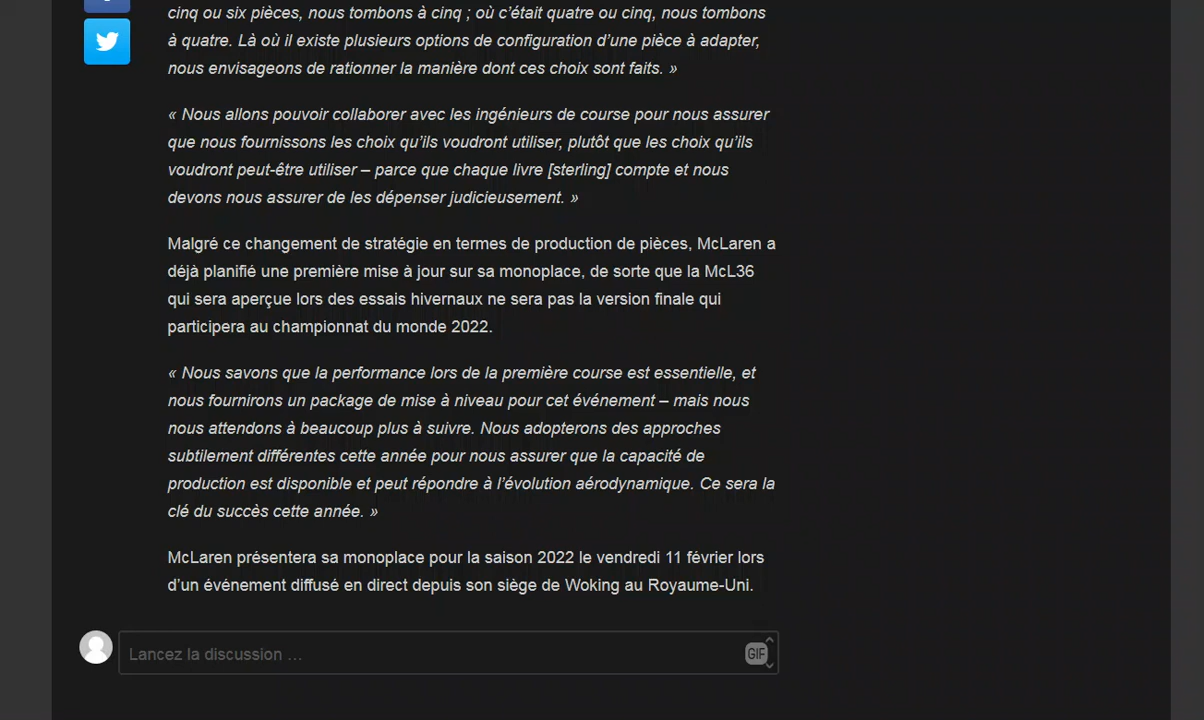 cinq ou six pièces, nous tombons à cinq ; où c’était quatre ou cinq, nous tombons
à quatre. Là où il existe plusieurs options de configuration d’une pièce à adapter,
nous envisageons de rationner la manière dont ces choix sont faits. »
« Nous allons pouvoir collaborer avec les ingénieurs de course pour nous assurer
que nous fournissons les choix qu’ils voudront utiliser, plutôt que les choix qu’ils
voudront peut-être utiliser – parce que chaque livre [sterling] compte et nous
devons nous assurer de les dépenser judicieusement. »
Malgré ce changement de stratégie en termes de production de pièces, McLaren a
déjà planifié une première mise à jour sur sa monoplace, de sorte que la McL36
qui sera aperçue lors des essais hivernaux ne sera pas la version finale qui
participera au championnat du monde 2022.
« Nous savons que la performance lors de la première course est essentielle, et
nous fournirons un package de mise à niveau pour cet événement – mais nous
nous attendons à beaucoup plus à suivre. Nous adopterons des approches
subtilement différentes cette année pour nous assurer que la capacité de
production est disponible et peut répondre à l’évolution aérodynamique. Ce sera la
clé du succès cette année. »
McLaren présentera sa monoplace pour la saison 2022 le vendredi 11 février lors
d’un événement diffusé en direct depuis son siège de Woking au Royaume-Uni.
Lancez la discussion …
GIF